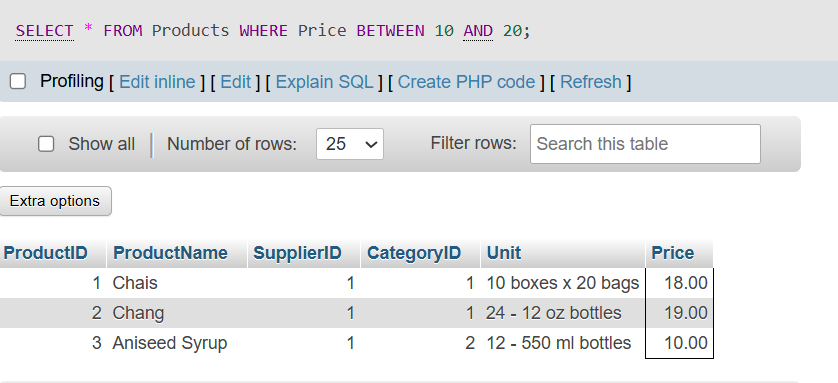 SELECT * FROM Products WHERE Price BETWEEN 10 AND 20;
Profiling [ Edit inline ] [ Edit ] [ Explain SQL ] [ Create PHP code ] [ Refresh ]
Show all Number of rows: 25 Filter rows: Search this table
Extra options
ProductID ProductName SupplierID CategoryID Unit Price
1 Chais 1 1 10 boxes x 20 bags 18.00
2 Chang 1 1 24 - 12 oz bottles 19.00
3 Aniseed Syrup 1 2 12 - 550 ml bottles 10.00